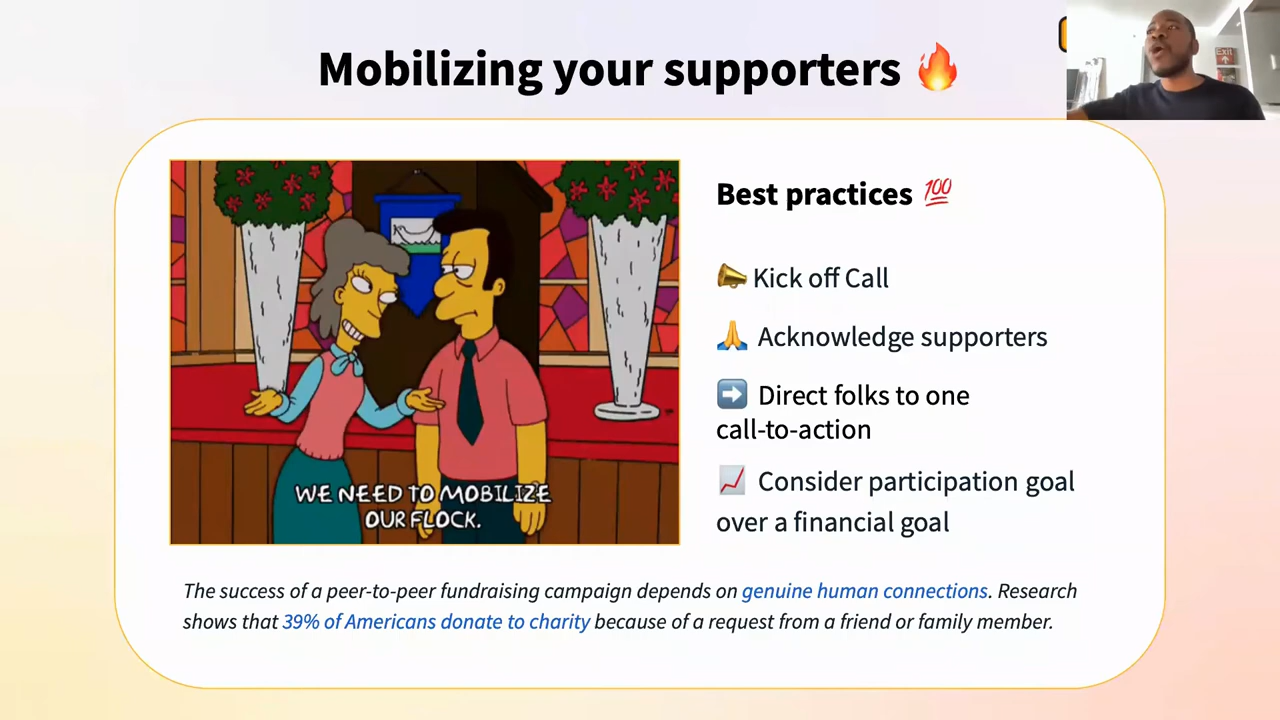 Mobilizing your supporters 🔥
Exit
Best practices 💯
📣 Kick off Call
🙏 Acknowledge supporters
➡️ Direct folks to one
call-to-action
📈 Consider participation goal
over a financial goal
WE NEED TO MOBILIZE
OUR FLOCK.
The success of a peer-to-peer fundraising campaign depends on genuine human connections. Research
shows that 39% of Americans donate to charity because of a request from a friend or family member.